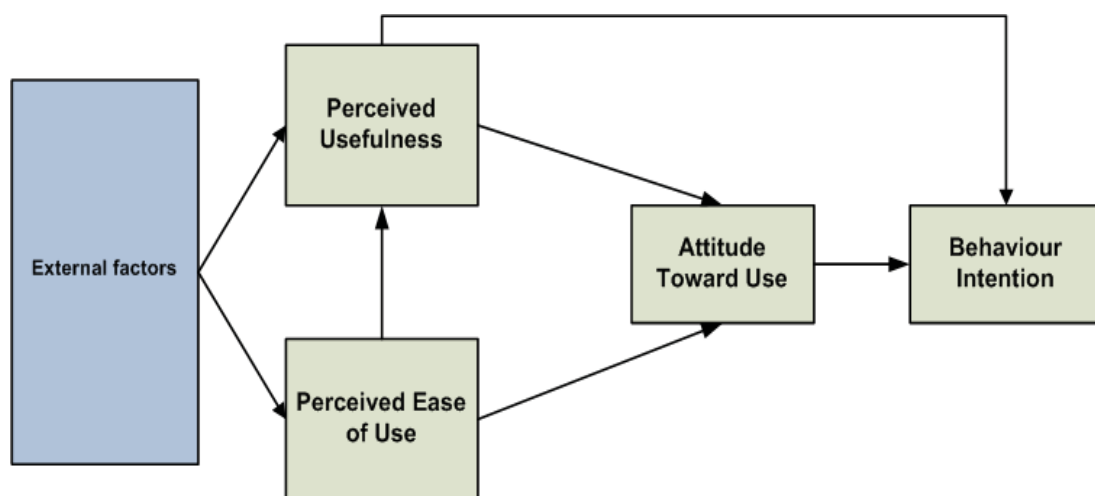 External factors
Perceived
Usefulness
Perceived Ease
of Use
Attitude
Toward Use
Behaviour
Intention